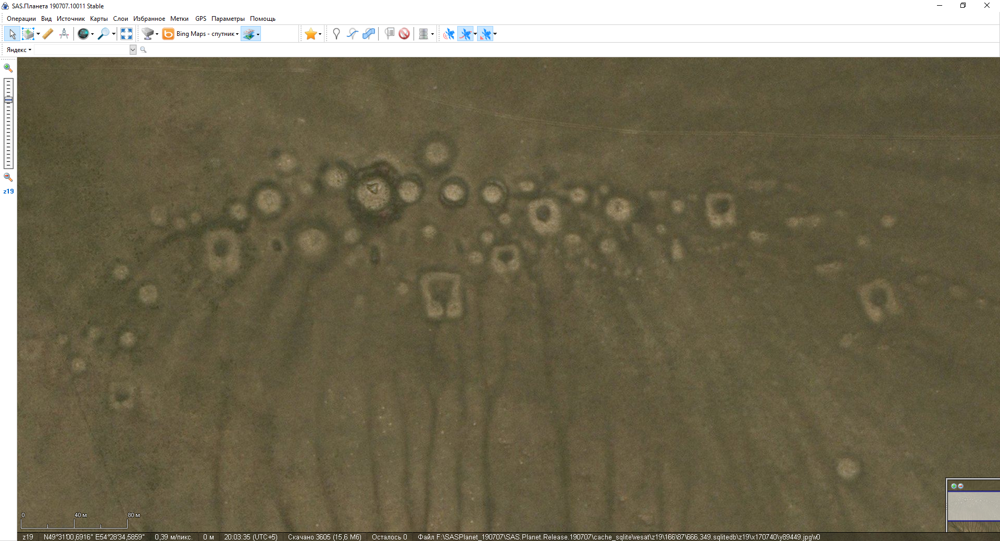 SAS.Планета 190707.10011 Stable
Операции Вид Источник Карты Слои Избранное Метки GPS Параметры Помощь
Bing Maps - спутник
Яндекс
z19
0 40 м 80 м
z19 N49°31'00,6916" E54°28'34,5859" 0,39 м/пикс. 0 м 20:03:35 (UTC+5) Скачано 3605 (15,6 Мб) Осталось 0 Файл F:\SASPlanet_190707\SAS.Planet.Release.190707\cache_sqlite\wesat\z19\166\87\666.349.sqlitedb\z19\x170740\y89449.jpg\v0